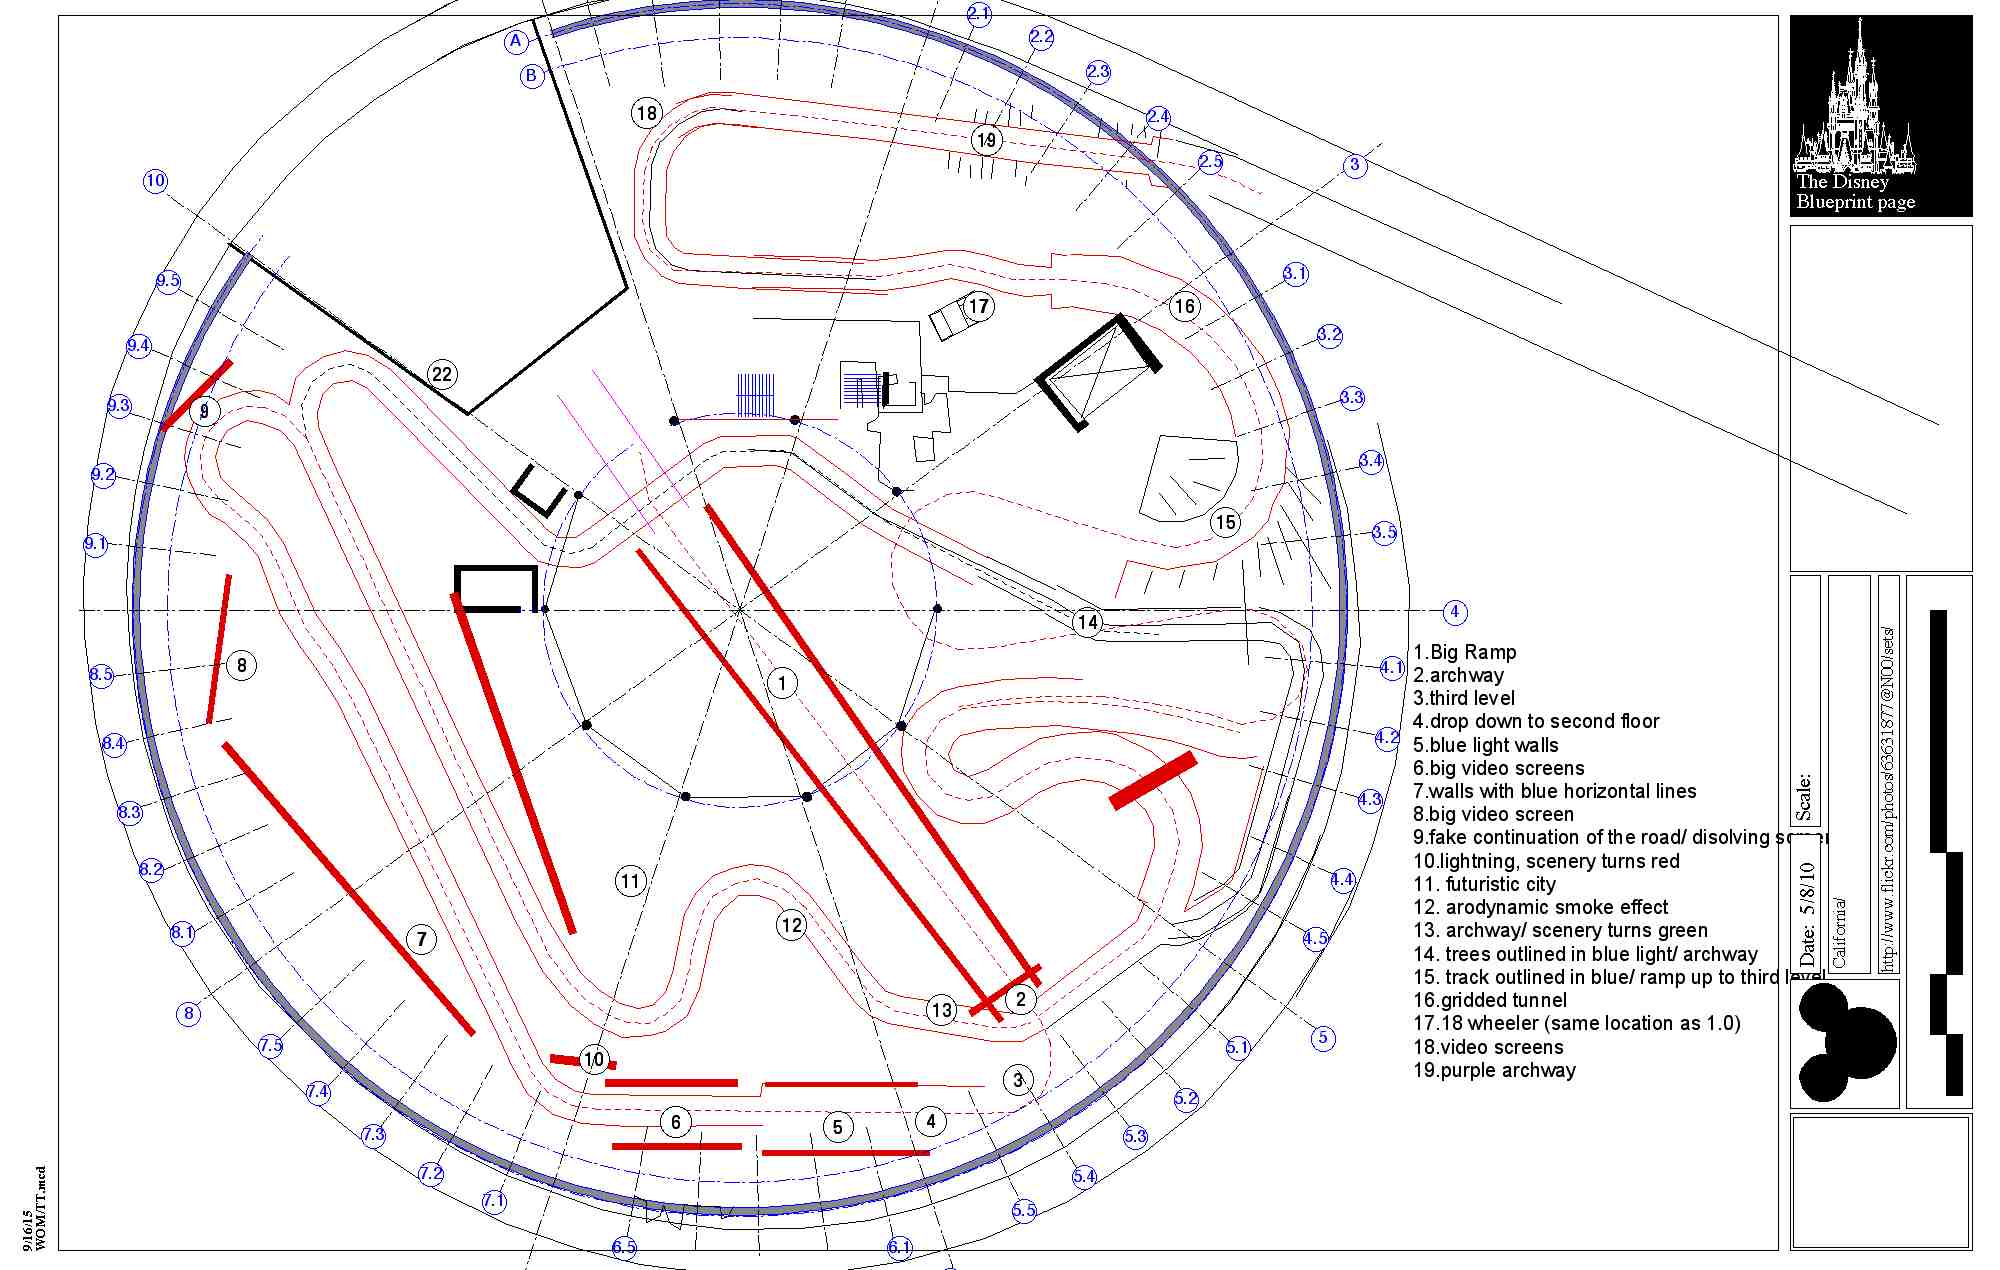 A
B
2.1
2.2
2.3
2.4
2.5
3
3.1
3.2
3.3
3.4
3.5
4
4.1
4.2
4.3
4.4
4.5
5
5.1
5.2
5.3
5.4
5.5
6.1
6.5
7.1
7.2
7.3
7.4
7.5
8
8.1
8.2
8.3
8.4
8.5
9.1
9.2
9.3
9.4
9.5
10
18
19
17
16
22
9
15
14
8
1
11
12
7
13
2
10
3
6
5
4
1.Big Ramp
2.archway
3.third level
4.drop down to second floor
5.blue light walls
6.big video screens
7.walls with blue horizontal lines
8.big video screen
9.fake continuation of the road/ disolving
10.lightning, scenery turns red
11. futuristic city
12. arodynamic smoke effect
13. archway/ scenery turns green
14. trees outlined in blue light/ archway
15. track outlined in blue/ ramp up to third level
16.gridded tunnel
17.18 wheeler (same location as 1.0)
18.video screens
19.purple archway
The Disney
Blueprint page
Scale:
Date: 5/8/10
California/
http://www.flickr.com/photos/63631877@N00/sets/
9/16/15
WOM/TT.mcd